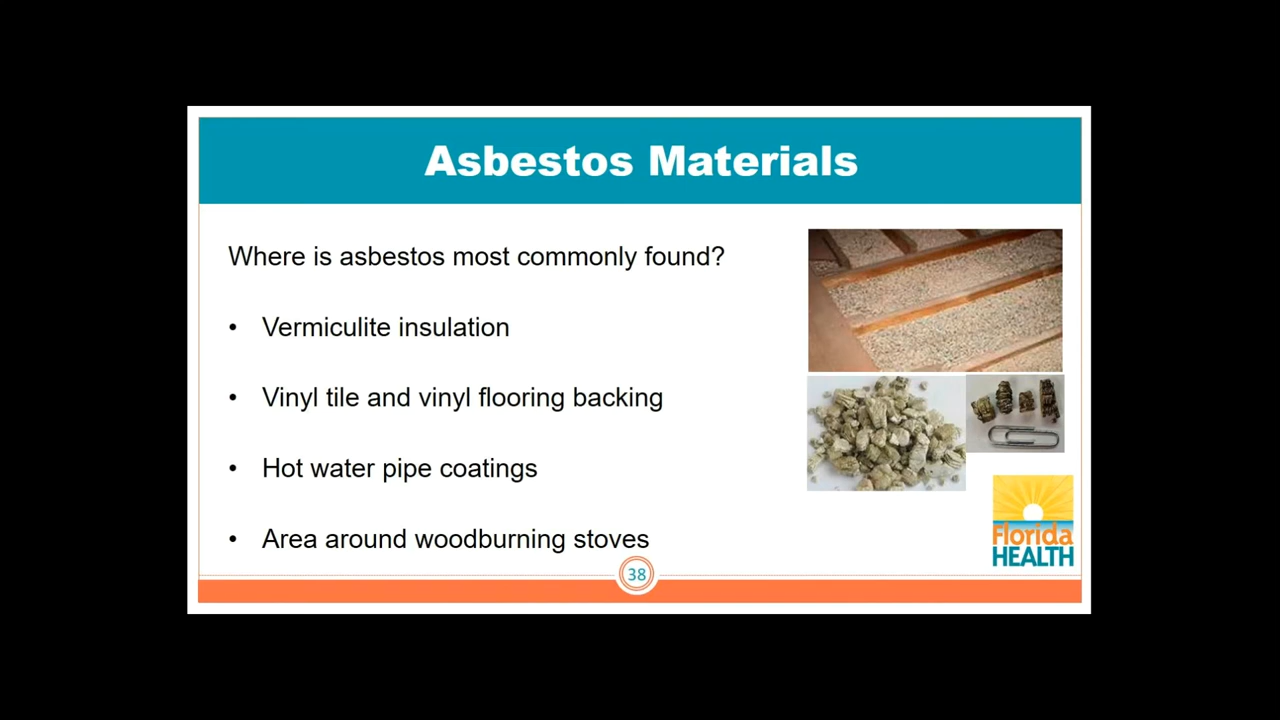 Asbestos Materials
Where is asbestos most commonly found?
• Vermiculite insulation
• Vinyl tile and vinyl flooring backing
• Hot water pipe coatings
• Area around woodburning stoves
38
Florida
HEALTH